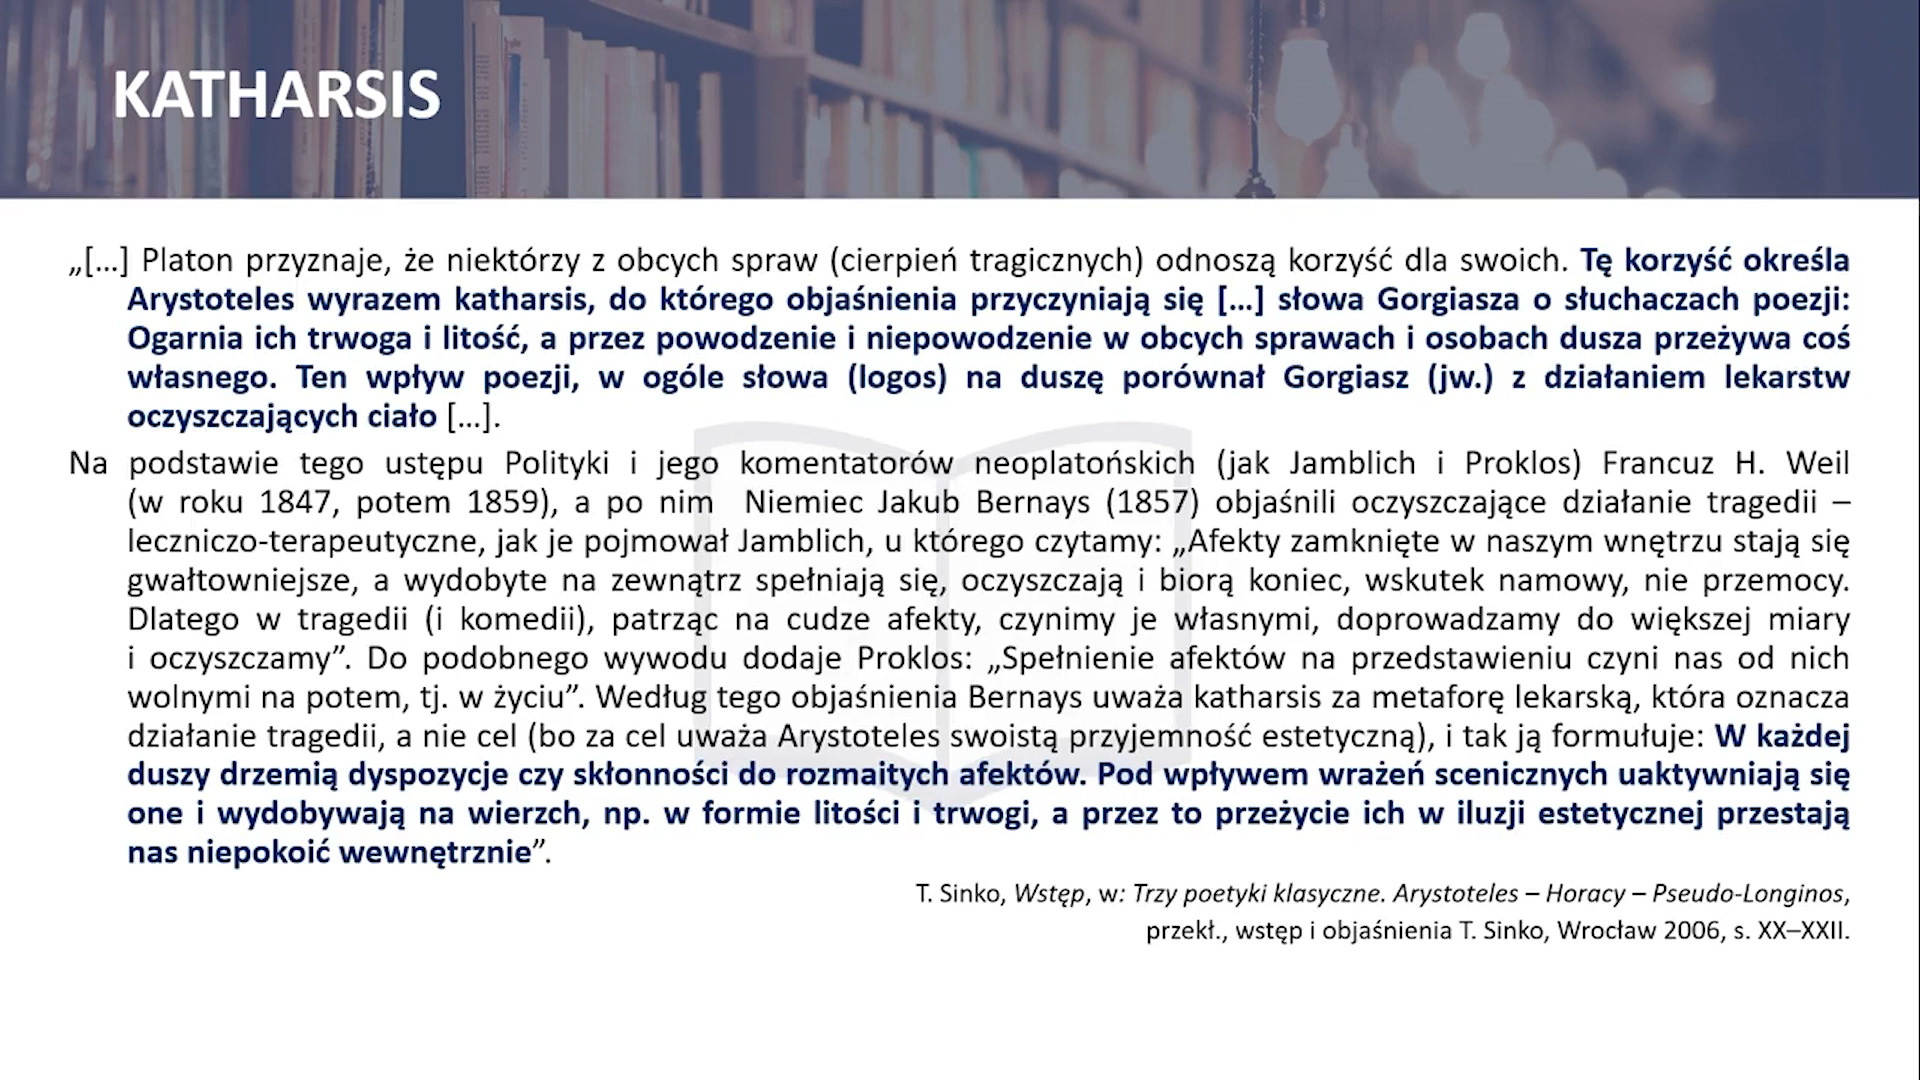 KATHARSIS
„[…] Platon przyznaje, że niektórzy z obcych spraw (cierpień tragicznych) odnoszą korzyść dla swoich. Tę korzyść określa
Arystoteles wyrazem katharsis, do którego objaśnienia przyczyniają się […] słowa Gorgiasza o słuchaczach poezji:
Ogarnia ich trwoga i litość, a przez powodzenie i niepowodzenie w obcych sprawach i osobach dusza przeżywa coś
własnego. Ten wpływ poezji, w ogóle słowa (logos) na duszę porównał Gorgiasz (jw.) z działaniem lekarstw
oczyszczających ciało […].
Na podstawie tego ustępu Polityki i jego komentatorów neoplatońskich (jak Jamblich i Proklos) Francuz H. Weil
(w roku 1847, potem 1859), a po nim Niemiec Jakub Bernays (1857) objaśnili oczyszczające działanie tragedii –
leczniczo-terapeutyczne, jak je pojmował Jamblich, u którego czytamy: „Afekty zamknięte w naszym wnętrzu stają się
gwałtowniejsze, a wydobyte na zewnątrz spełniają się, oczyszczają i biorą koniec, wskutek namowy, nie przemocy.
Dlatego w tragedii (i komedii), patrząc na cudze afekty, czynimy je własnymi, doprowadzamy do większej miary
i oczyszczamy”. Do podobnego wywodu dodaje Proklos: „Spełnienie afektów na przedstawieniu czyni nas od nich
wolnymi na potem, tj. w życiu”. Według tego objaśnienia Bernays uważa katharsis za metaforę lekarską, która oznacza
działanie tragedii, a nie cel (bo za cel uważa Arystoteles swoistą przyjemność estetyczną), i tak ją formułuje: W każdej
duszy drzemią dyspozycje czy skłonności do rozmaitych afektów. Pod wpływem wrażeń scenicznych uaktywniają się
one i wydobywają na wierzch, np. w formie litości i trwogi, a przez to przeżycie ich w iluzji estetycznej przestają
nas niepokoić wewnętrznie”.
T. Sinko, Wstęp, w: Trzy poetyki klasyczne. Arystoteles – Horacy – Pseudo-Longinos,
przekł., wstęp i objaśnienia T. Sinko, Wrocław 2006, s. XX–XXII.